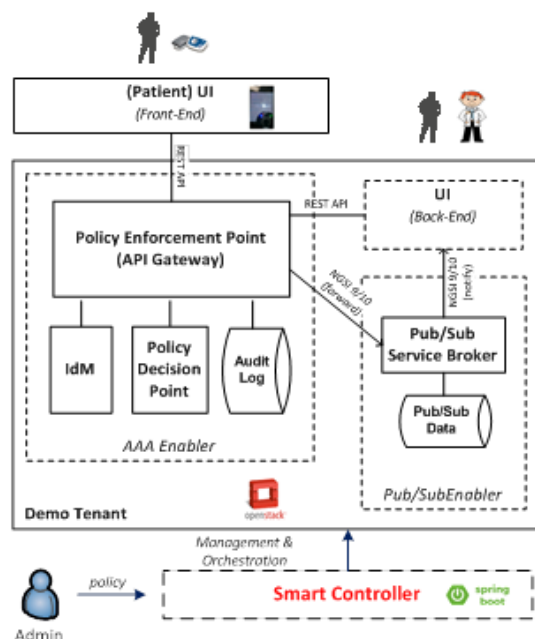 (Patient) UI
(Front-End)
REST API
UI
(Back-End)
REST API
Policy Enforcement Point
(API Gateway)
NGSI 9/10
(forward)
NGSI 9/10
(notify)
Pub/Sub
Service Broker
IdM
Policy
Decision
Point
Audit
Log
Pub/Sub
Data
AAA Enabler
Pub/SubEnabler
Demo Tenant
openstack
Management &
Orchestration
policy
Smart Controller
spring
boot
Admin